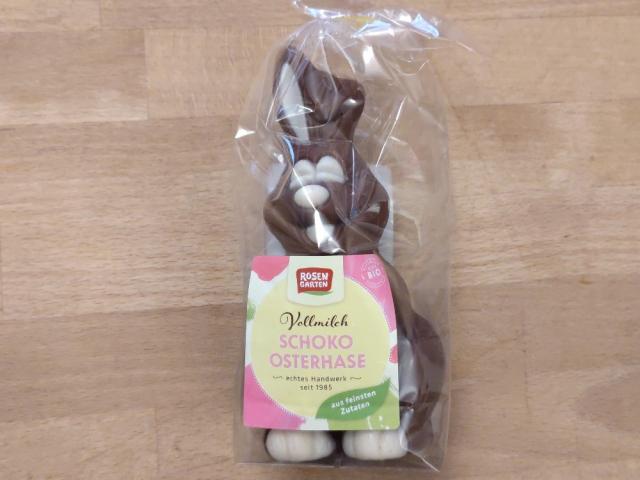 ROSEN
GARTEN
BIO
Vollmilch
SCHOKO
OSTERHASE
echtes Handwerk
seit 1985
aus feinsten
Zutaten